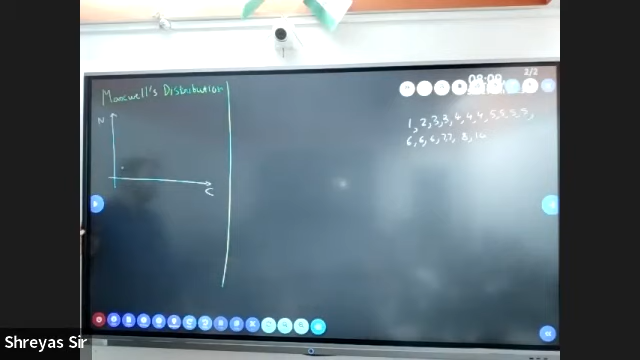 08:09
2/2
Maxwell's Distribution
N
C
1, 2, 3, 3, 4, 4, 4, 5, 5, 5, 5,
6, 6, 6, 7, 7, 8, 10
Shreyas Sir